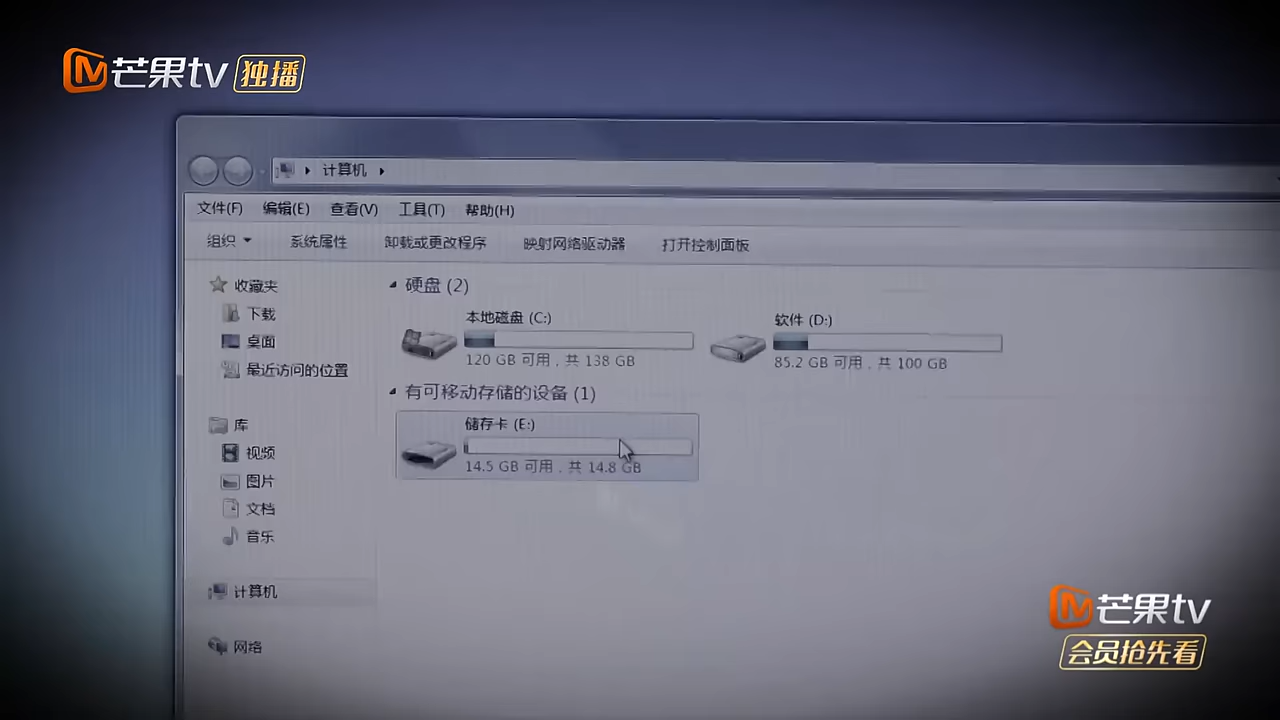 芒果tv 独播
计算机
文件(F) 编辑(E) 查看(V) 工具(T) 帮助(H)
组织 系统属性 卸载或更改程序 映射网络驱动器 打开控制面板
收藏夹
下载
桌面
最近访问的位置
库
视频
图片
文档
音乐
计算机
网络
硬盘 (2)
本地磁盘 (C:)
120 GB 可用，共 138 GB
软件 (D:)
85.2 GB 可用，共 100 GB
有可移动存储的设备 (1)
储存卡 (E:)
14.5 GB 可用，共 14.8 GB
芒果tv
会员抢先看